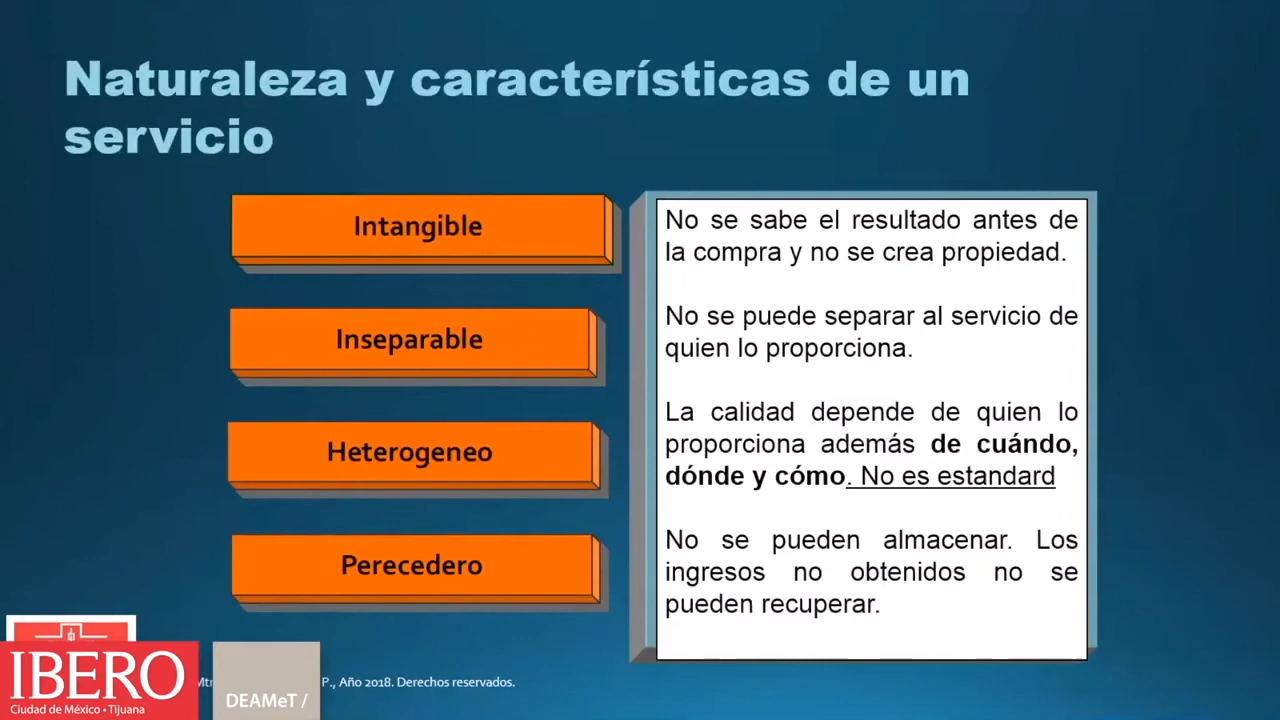 Naturaleza y características de un
servicio
Intangible
No se sabe el resultado antes de
la compra y no se crea propiedad.
Inseparable
No se puede separar al servicio de
quien lo proporciona.
Heterogeneo
La calidad depende de quien lo
proporciona además de cuándo,
dónde y cómo. No es estandard
Perecedero
No se pueden almacenar. Los
ingresos no obtenidos no se
pueden recuperar.
IBERO
Ciudad de México • Tijuana
DEAMeT /
P., Año 2018. Derechos reservados.